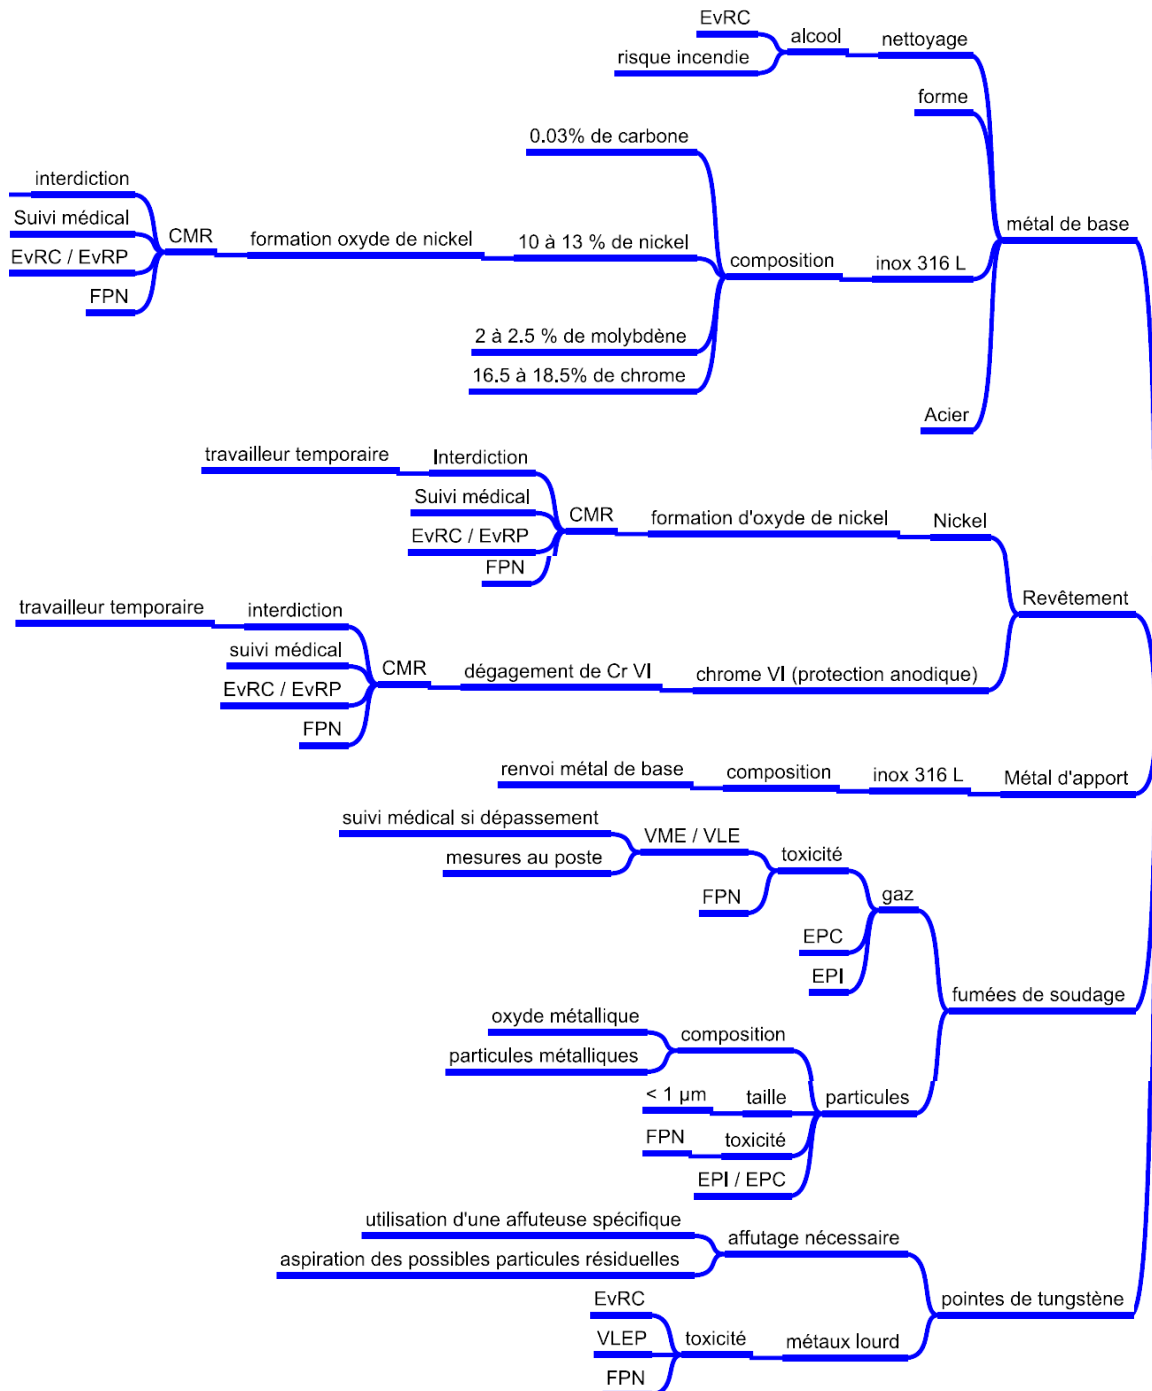 EvRC
alcool
nettoyage
risque incendie
forme
0.03% de carbone
interdiction
Suivi médical
CMR
formation oxyde de nickel
10 à 13 % de nickel
métal de base
EvRC / EvRP
composition
inox 316 L
FPN
2 à 2.5 % de molybdène
16.5 à 18.5% de chrome
Acier
travailleur temporaire
Interdiction
Suivi médical
CMR
formation d'oxyde de nickel
Nickel
EvRC / EvRP
FPN
Revêtement
travailleur temporaire
interdiction
suivi médical
CMR
dégagement de Cr VI
chrome VI (protection anodique)
EvRC / EvRP
FPN
renvoi métal de base
composition
inox 316 L
Métal d'apport
suivi médical si dépassement
VME / VLE
mesures au poste
toxicité
FPN
gaz
EPC
EPI
fumées de soudage
oxyde métallique
composition
particules métalliques
< 1 µm
taille
particules
FPN
toxicité
EPI / EPC
utilisation d'une affuteuse spécifique
affutage nécessaire
aspiration des possibles particules résiduelles
pointes de tungstène
EvRC
VLEP
toxicité
métaux lourd
FPN